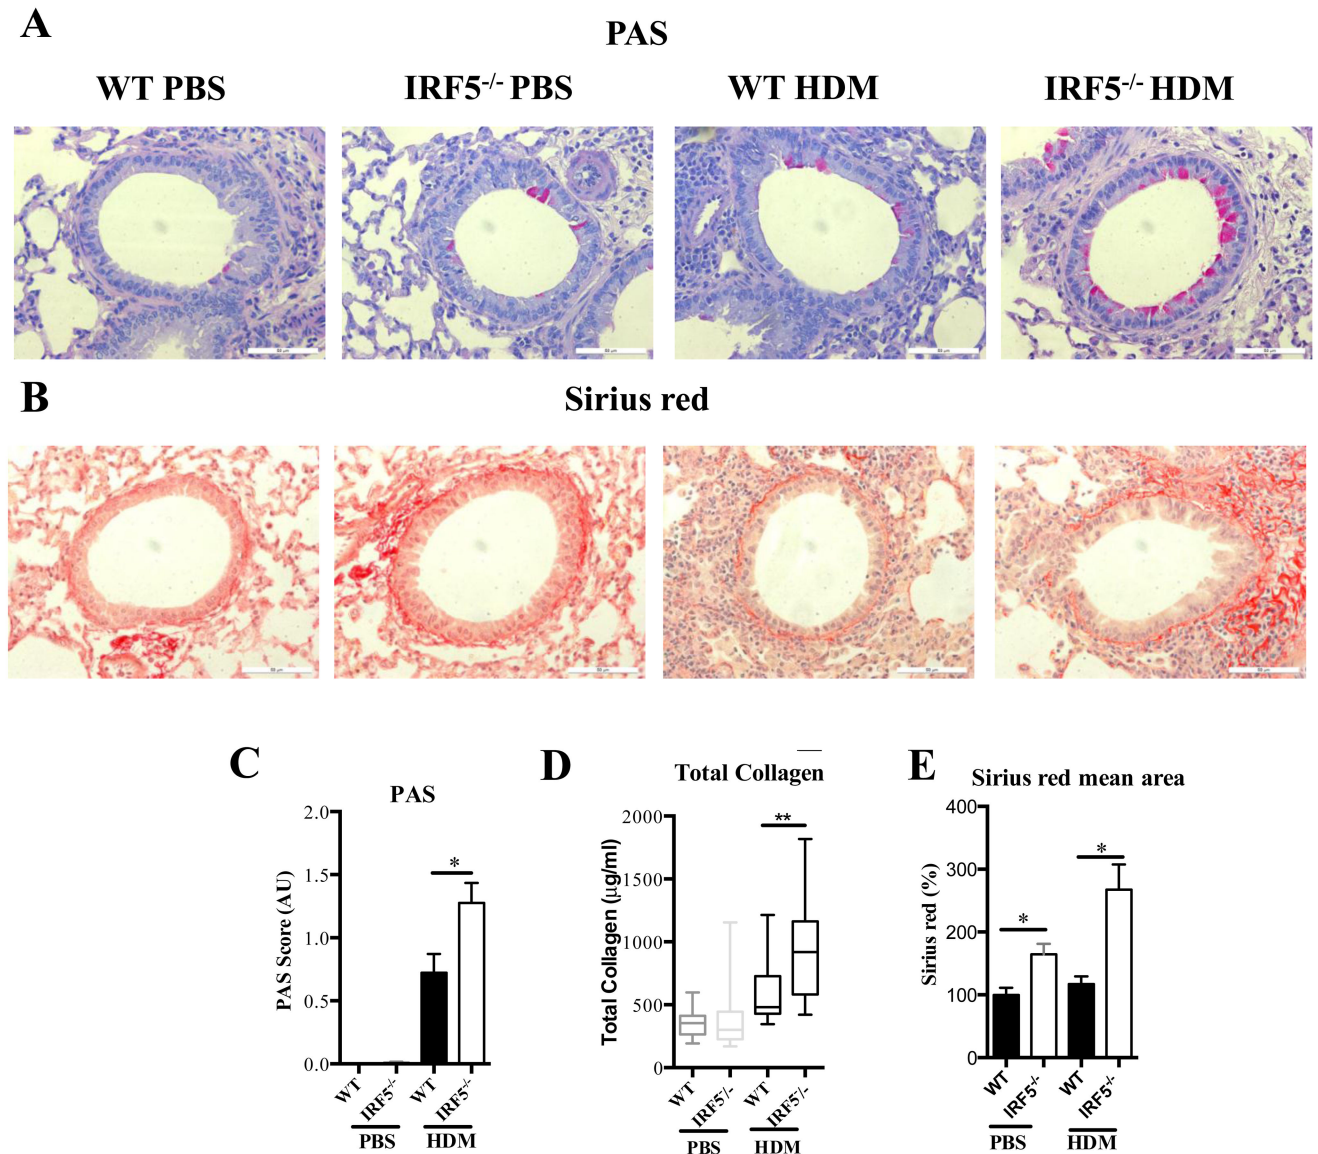 A
PAS
WT PBS
IRF5-/- PBS
WT HDM
IRF5-/- HDM
B
Sirius red
C
PAS
PAS Score (AU)
2.0
1.5
1.0
0.5
0.0
*
WT
IRF5-/-
WT
IRF5-/-
PBS
HDM
D
Total Collagen
Total Collagen (μg/ml)
2000
1500
1000
500
0
**
WT
IRF5-/-
WT
IRF5-/-
PBS
HDM
E
Sirius red mean area
Sirius red (%)
400
300
200
100
0
*
*
WT
IRF5-/-
WT
IRF5-/-
PBS
HDM